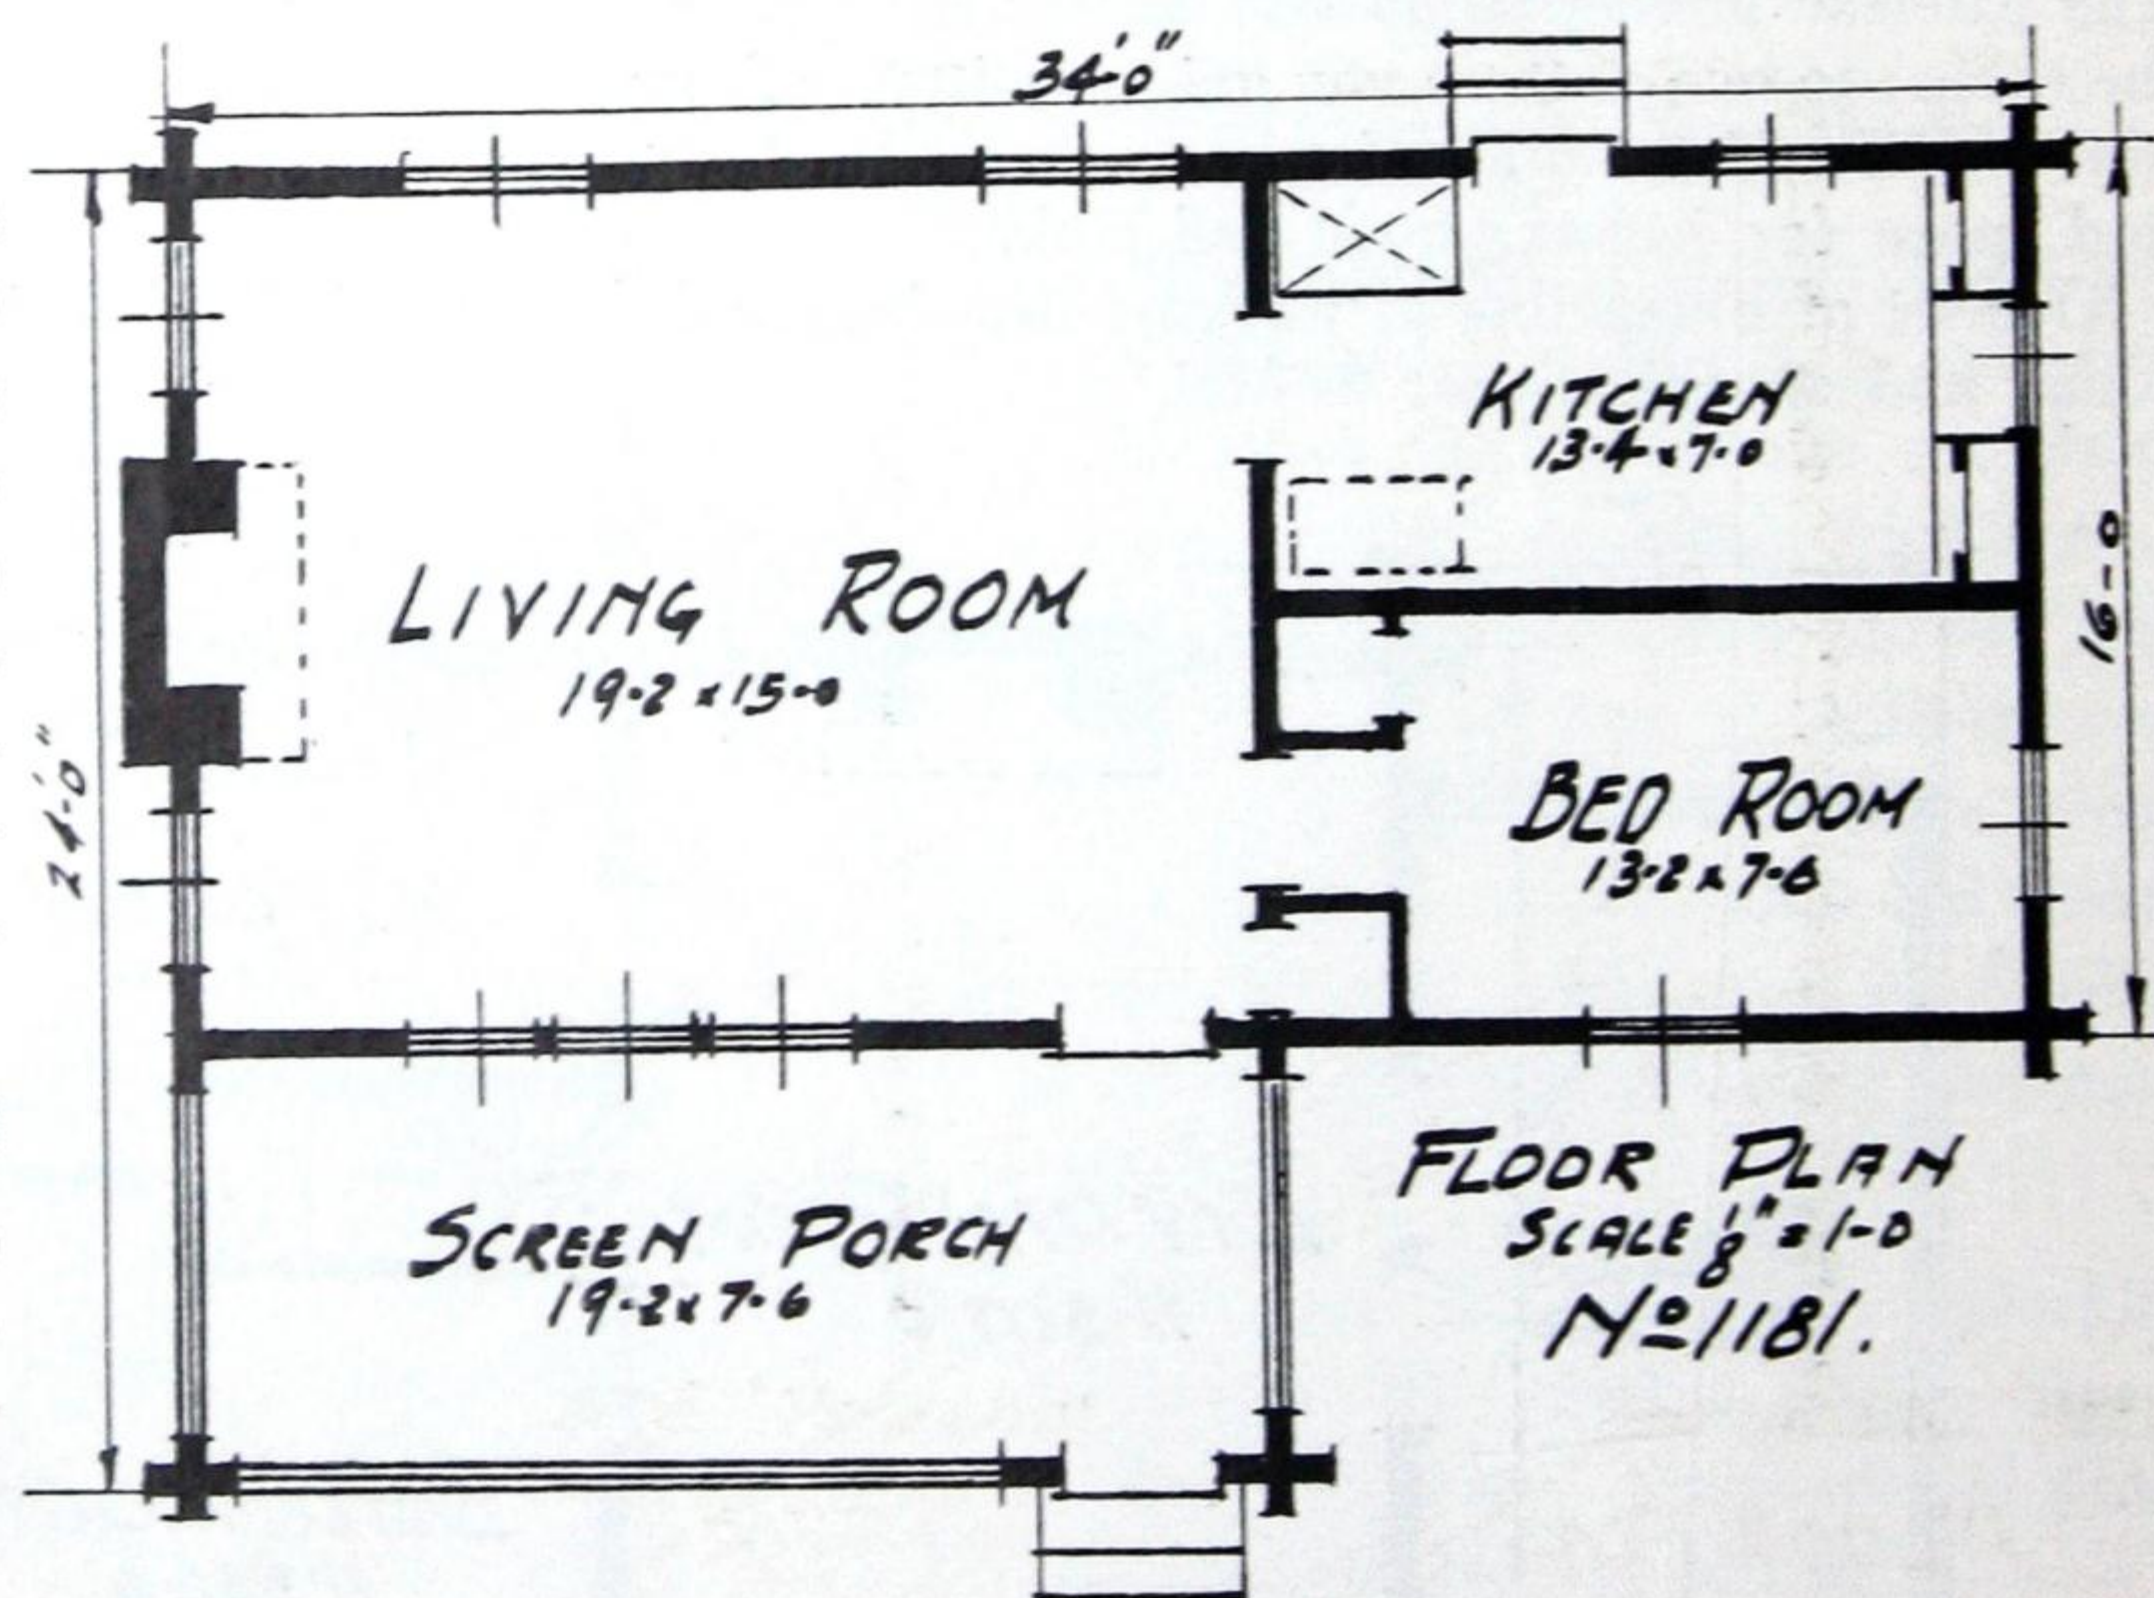 34'-0"
KITCHEN
13-4 x 7-0
LIVING ROOM
19-2 x 15-0
16-0
24'-0"
BED ROOM
13-2 x 7-6
SCREEN PORCH
19-2 x 7-6
FLOOR PLAN
SCALE 1/8" = 1-0
Nº 1181.